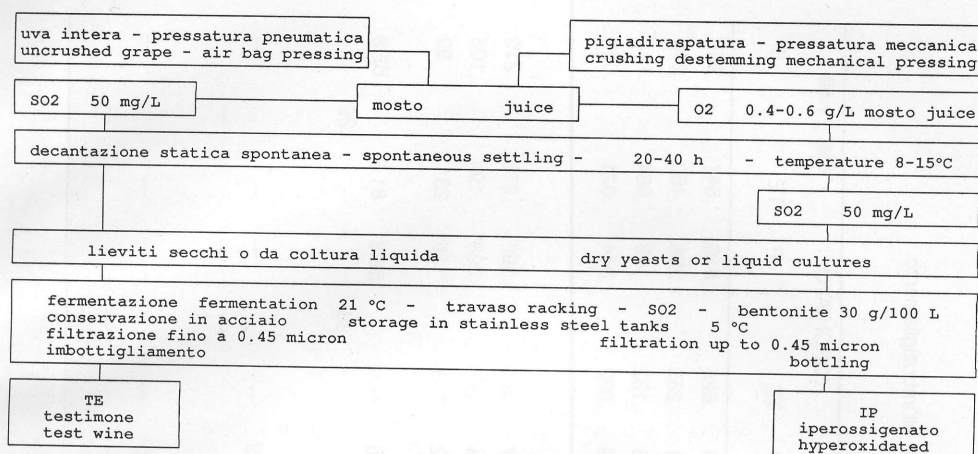 uva intera - pressatura pneumatica
uncrushed grape - air bag pressing
pigiadiraspatura - pressatura meccanica
crushing destemming mechanical pressing
SO2 50 mg/L
mosto juice
O2 0.4-0.6 g/L mosto juice
decantazione statica spontanea - spontaneous settling - 20-40 h - temperature 8-15°C
SO2 50 mg/L
lieviti secchi o da coltura liquida dry yeasts or liquid cultures
fermentazione fermentation 21 °C - travaso racking - SO2 - bentonite 30 g/100 L
conservazione in acciaio storage in stainless steel tanks 5 °C
filtrazione fino a 0.45 micron filtration up to 0.45 micron
imbottigliamento bottling
TE
testimone
test wine
IP
iperossigenato
hyperoxidated